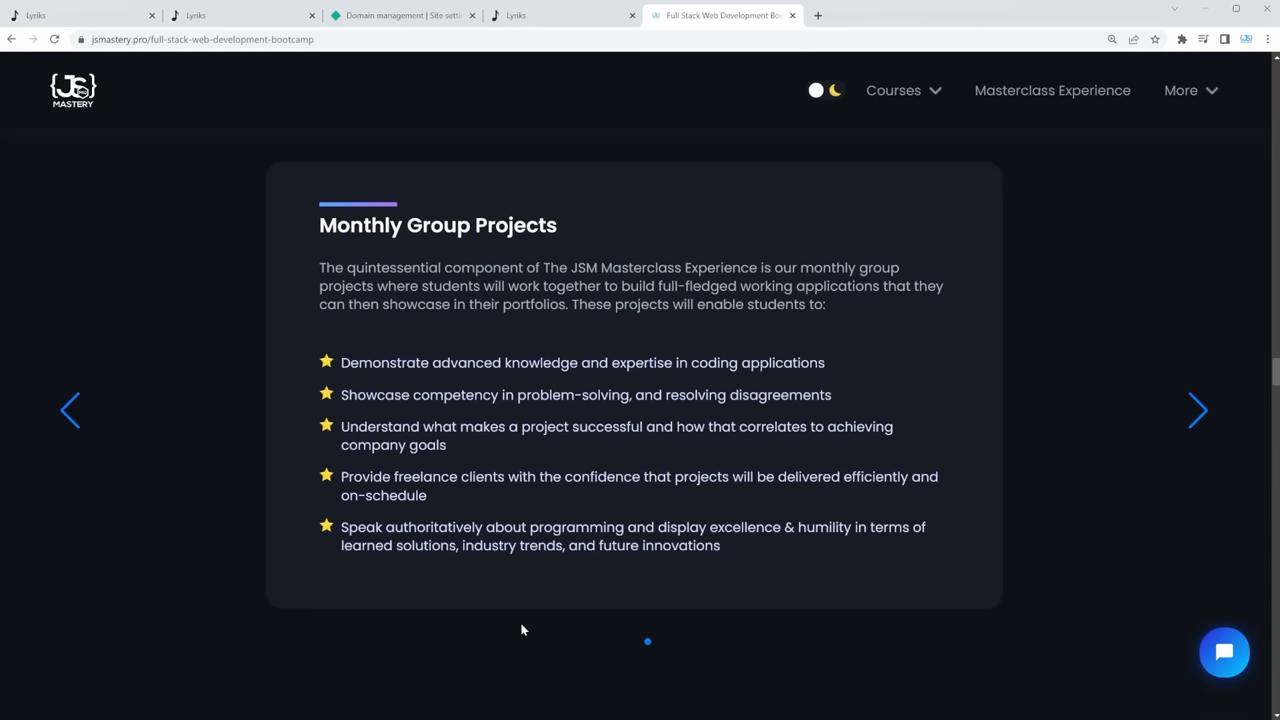 Lyriks
Lyriks
Domain management | Site setti
Lyriks
Full Stack Web Development Boo
jsmastery.pro/full-stack-web-development-bootcamp
{JS}
MASTERY
Courses
Masterclass Experience
More
Monthly Group Projects
The quintessential component of The JSM Masterclass Experience is our monthly group
projects where students will work together to build full-fledged working applications that they
can then showcase in their portfolios. These projects will enable students to:
Demonstrate advanced knowledge and expertise in coding applications
Showcase competency in problem-solving, and resolving disagreements
Understand what makes a project successful and how that correlates to achieving
company goals
Provide freelance clients with the confidence that projects will be delivered efficiently and
on-schedule
Speak authoritatively about programming and display excellence & humility in terms of
learned solutions, industry trends, and future innovations